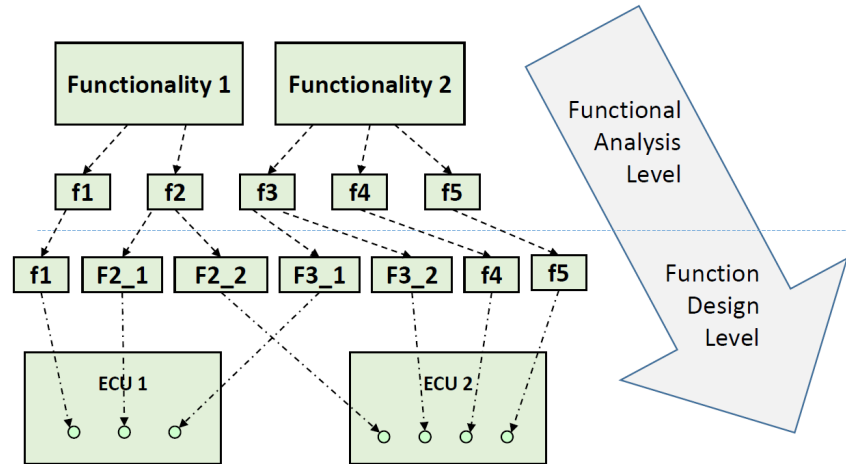 Functionality 1
Functionality 2
Functional
Analysis
Level
f1
f2
f3
f4
f5
f1
F2_1
F2_2
F3_1
F3_2
f4
f5
Function
Design
Level
ECU 1
ECU 2